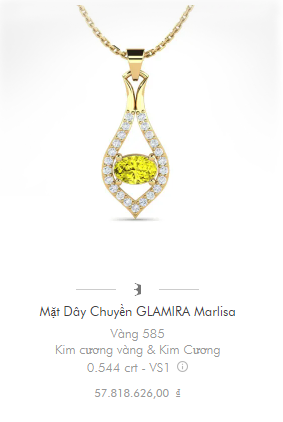 Mặt Dây Chuyền GLAMIRA Marlisa
Vàng 585
Kim cương vàng & Kim Cương
0.544 crt - VS1
57.818.626,00 ₫